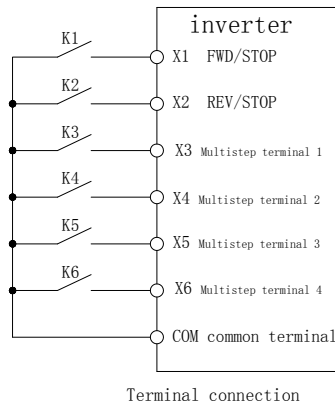 inverter
K1
X1 FWD/STOP
K2
X2 REV/STOP
K3
X3 Multistep terminal 1
K4
X4 Multistep terminal 2
K5
X5 Multistep terminal 3
K6
X6 Multistep terminal 4
COM common terminal
Terminal connection